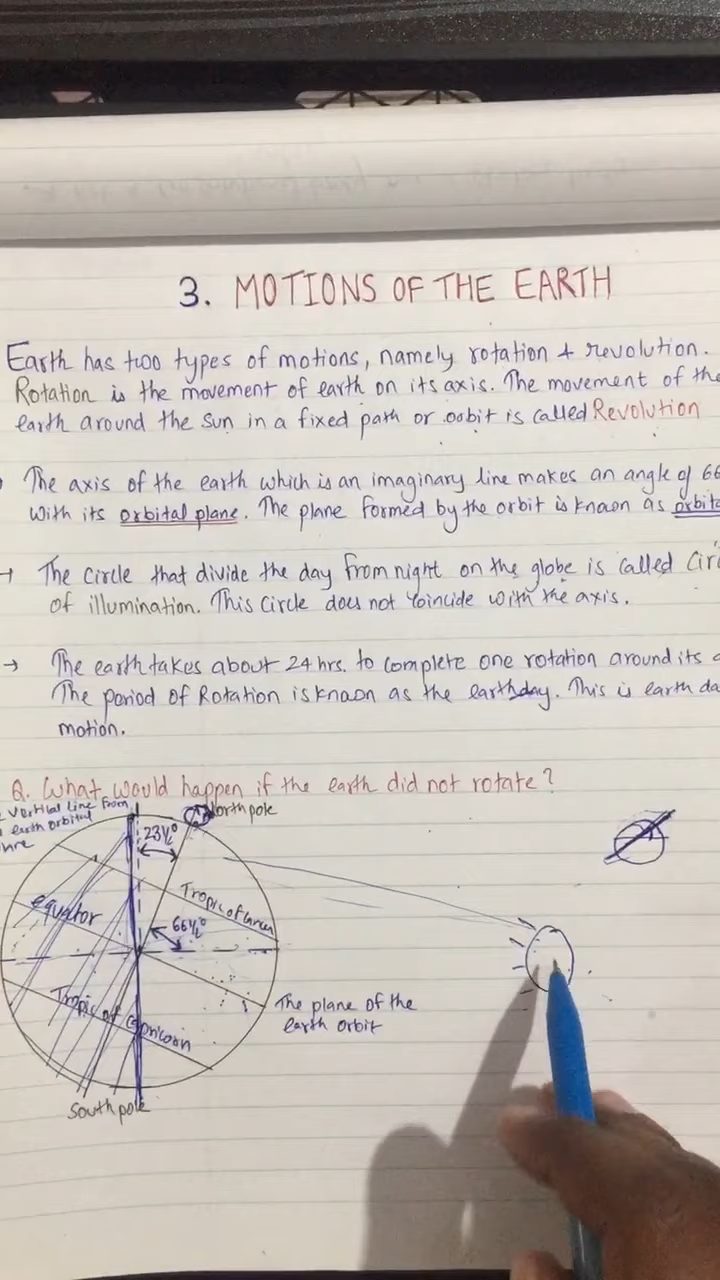 3. MOTIONS OF THE EARTH
Earth has two types of motions, namely rotation + revolution.
Rotation is the movement of earth on its axis. The movement of the
earth around the sun in a fixed path or orbit is called Revolution
The axis of the earth which is an imaginary line makes an angle of 66
with its orbital plane. The plane formed by the orbit is known as orbit
→ The circle that divide the day from night on the globe is called Circ
of illumination. This circle does not coincide with the axis.
→ The earth takes about 24 hrs. to complete one rotation around its a
The period of Rotation is known as the earthday. This is earth da
motion.
Q. What would happen if the earth did not rotate?
vertical line from
earth orbital
North pole
23½°
Tropic of Cancer
equator
66½°
Tropic of Capricorn
The plane of the
earth orbit
South pole